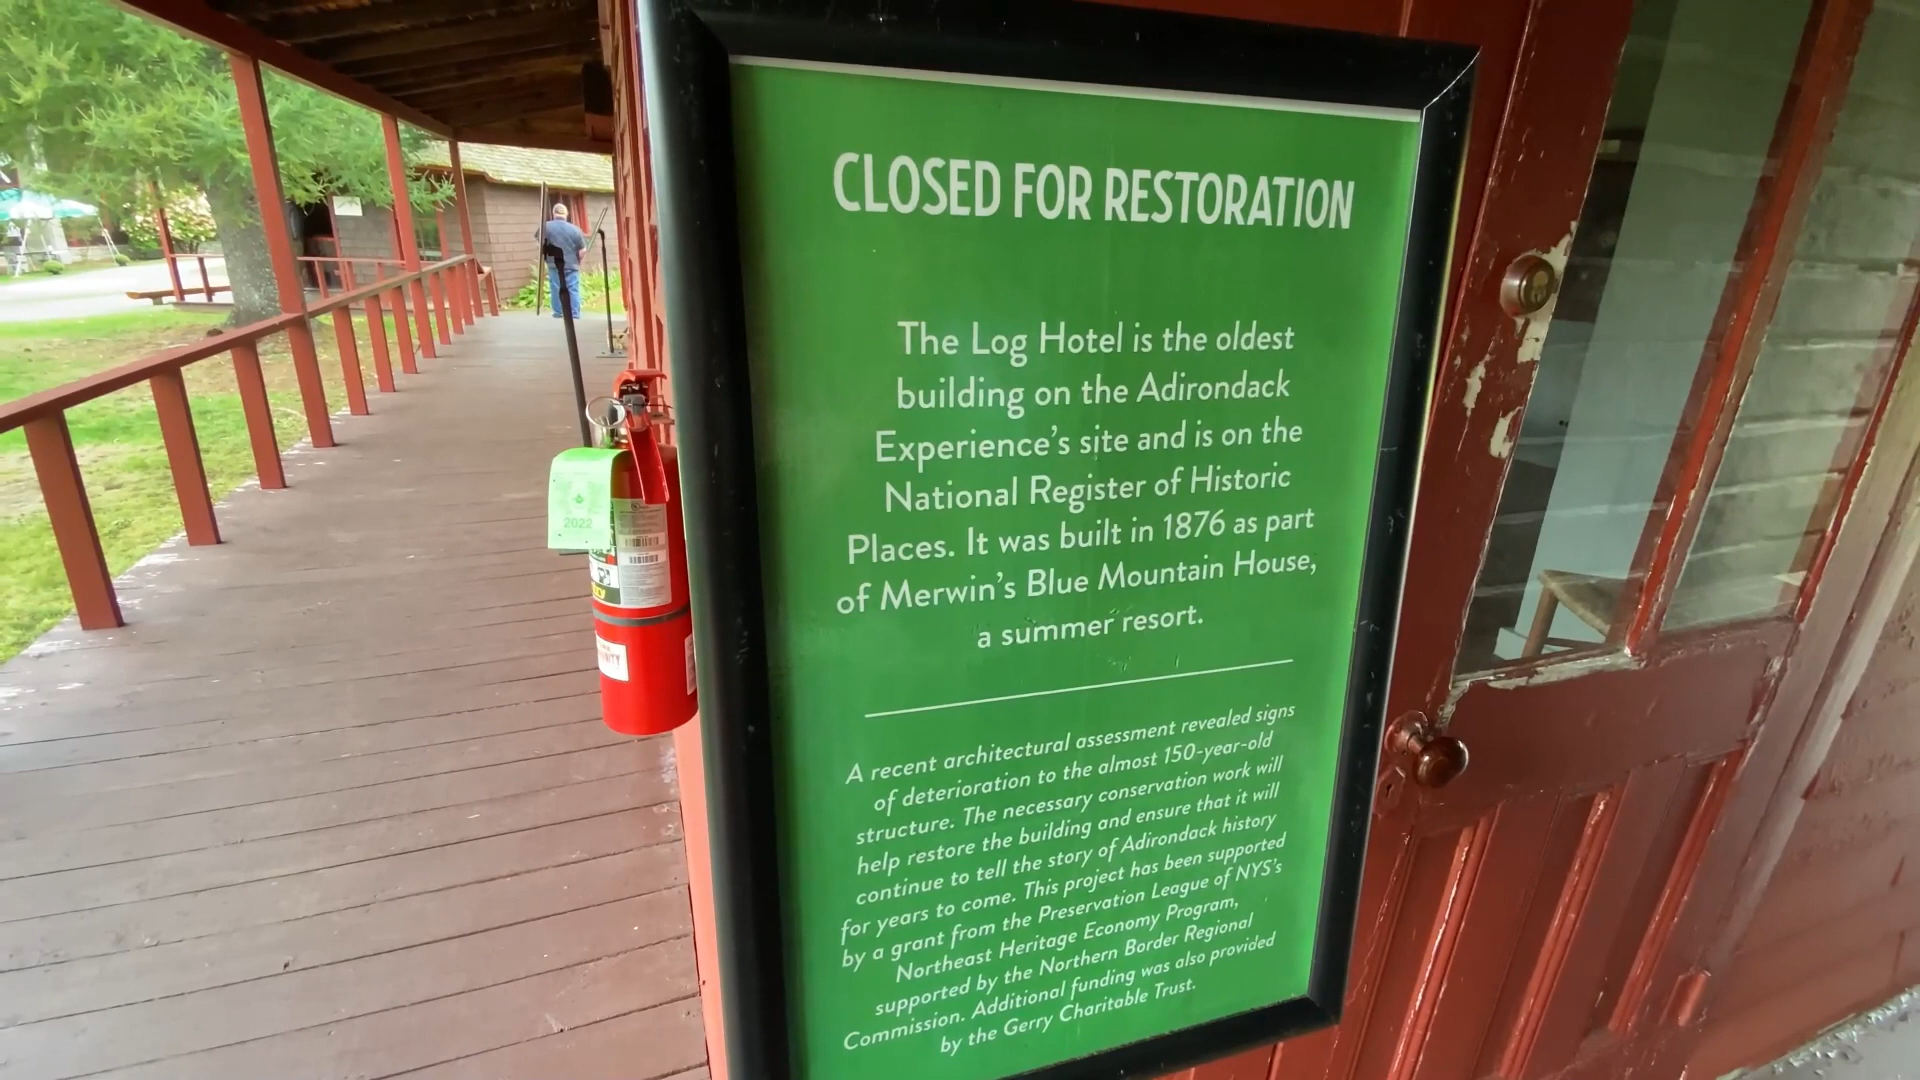 CLOSED FOR RESTORATION
The Log Hotel is the oldest
building on the Adirondack
Experience's site and is on the
National Register of Historic
Places. It was built in 1876 as part
of Merwin's Blue Mountain House,
a summer resort.
A recent architectural assessment revealed signs
of deterioration to the almost 150-year-old
structure. The necessary conservation work will
help restore the building and ensure that it will
continue to tell the story of Adirondack history
for years to come. This project has been supported
by a grant from the Preservation League of NYS's
Northeast Heritage Economy Program,
supported by the Northern Border Regional
Commission. Additional funding was also provided
by the Gerry Charitable Trust.
2022